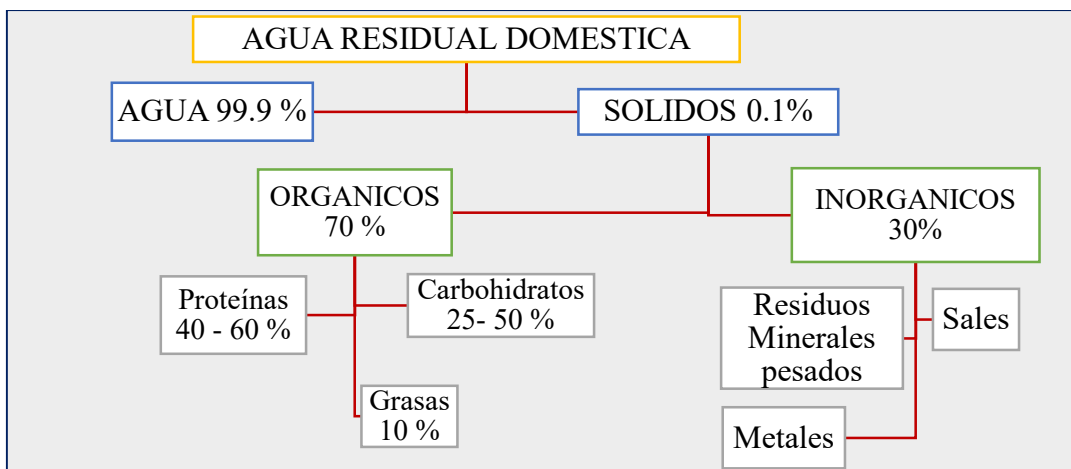 AGUA RESIDUAL DOMESTICA
AGUA 99.9 %
SOLIDOS 0.1%
ORGANICOS
70 %
INORGANICOS
30%
Proteínas
40 - 60 %
Carbohidratos
25- 50 %
Grasas
10 %
Residuos
Minerales
pesados
Sales
Metales